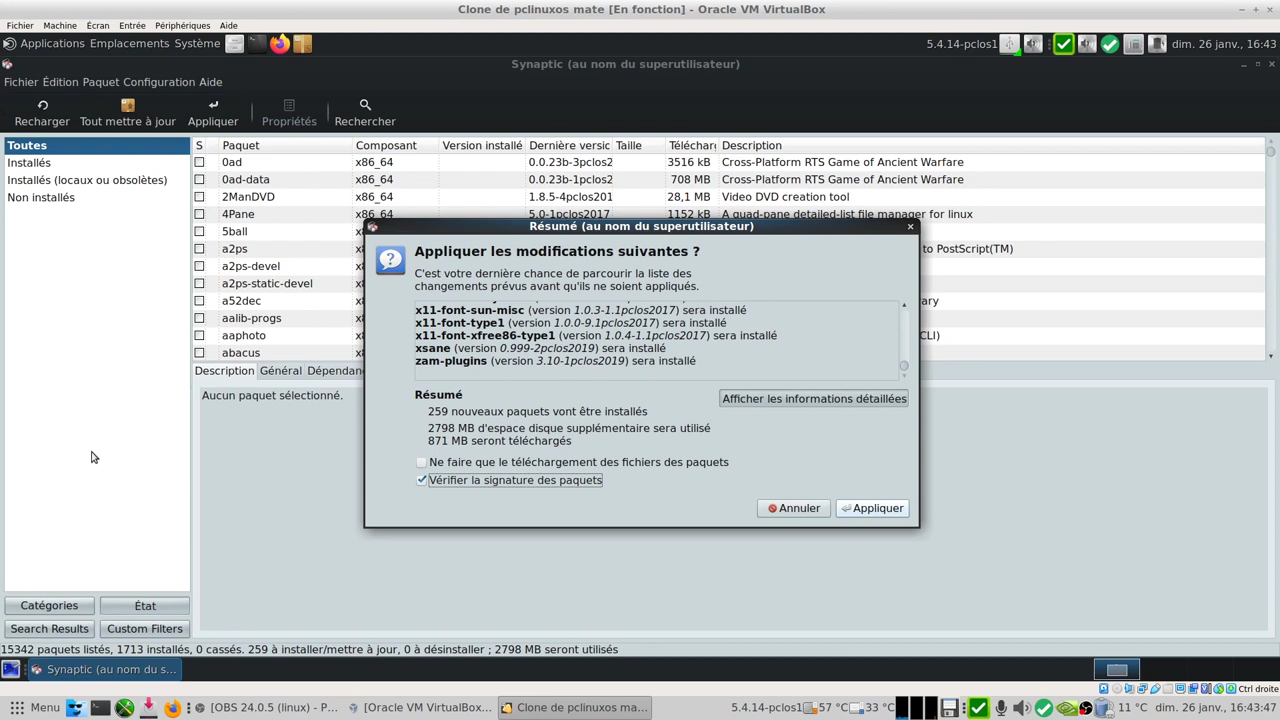 Clone de pclinuxos mate [En fonction] - Oracle VM VirtualBox
Fichier Machine Écran Entrée Périphériques Aide
Applications Emplacements Système 5.4.14-pclos1 dim. 26 janv., 16:43
Synaptic (au nom du superutilisateur)
Fichier Édition Paquet Configuration Aide
Recharger Tout mettre à jour Appliquer Propriétés Rechercher
Toutes
Installés
Installés (locaux ou obsolètes)
Non installés
S Paquet Composant Version installé Dernière versic Taille Télécharg Description
0ad x86_64 0.0.23b-3pclos2 3516 kB Cross-Platform RTS Game of Ancient Warfare
0ad-data x86_64 0.0.23b-1pclos2 708 MB Cross-Platform RTS Game of Ancient Warfare
2ManDVD x86_64 1.8.5-4pclos201 28,1 MB Video DVD creation tool
4Pane x86_64 5.0-1pclos2017 1152 kB A quad-pane detailed-list file manager for linux
5ball x8
a2ps x8 to PostScript(TM)
a2ps-devel x8
a2ps-static-devel x8
a52dec x8 ary
aalib-progs x8
aaphoto x8 CLI)
abacus x8
Résumé (au nom du superutilisateur)
Appliquer les modifications suivantes ?
C'est votre dernière chance de parcourir la liste des
changements prévus avant qu'ils ne soient appliqués.
x11-font-sun-misc (version 1.0.3-1.1pclos2017) sera installé
x11-font-type1 (version 1.0.0-9.1pclos2017) sera installé
x11-font-xfree86-type1 (version 1.0.4-1.1pclos2017) sera installé
xsane (version 0.999-2pclos2019) sera installé
zam-plugins (version 3.10-1pclos2019) sera installé
Résumé
Afficher les informations détaillées
259 nouveaux paquets vont être installés
2798 MB d'espace disque supplémentaire sera utilisé
871 MB seront téléchargés
Ne faire que le téléchargement des fichiers des paquets
Vérifier la signature des paquets
Annuler Appliquer
Description Général Dépendan
Aucun paquet sélectionné.
Catégories État
Search Results Custom Filters
15342 paquets listés, 1713 installés, 0 cassés. 259 à installer/mettre à jour, 0 à désinstaller ; 2798 MB seront utilisés
Synaptic (au nom du s...
Ctrl droite
Menu [OBS 24.0.5 (linux) - P... [Oracle VM VirtualBox... Clone de pclinuxos ma... 5.4.14-pclos1 57 °C 33 °C 11 °C dim. 26 janv., 16:43:47